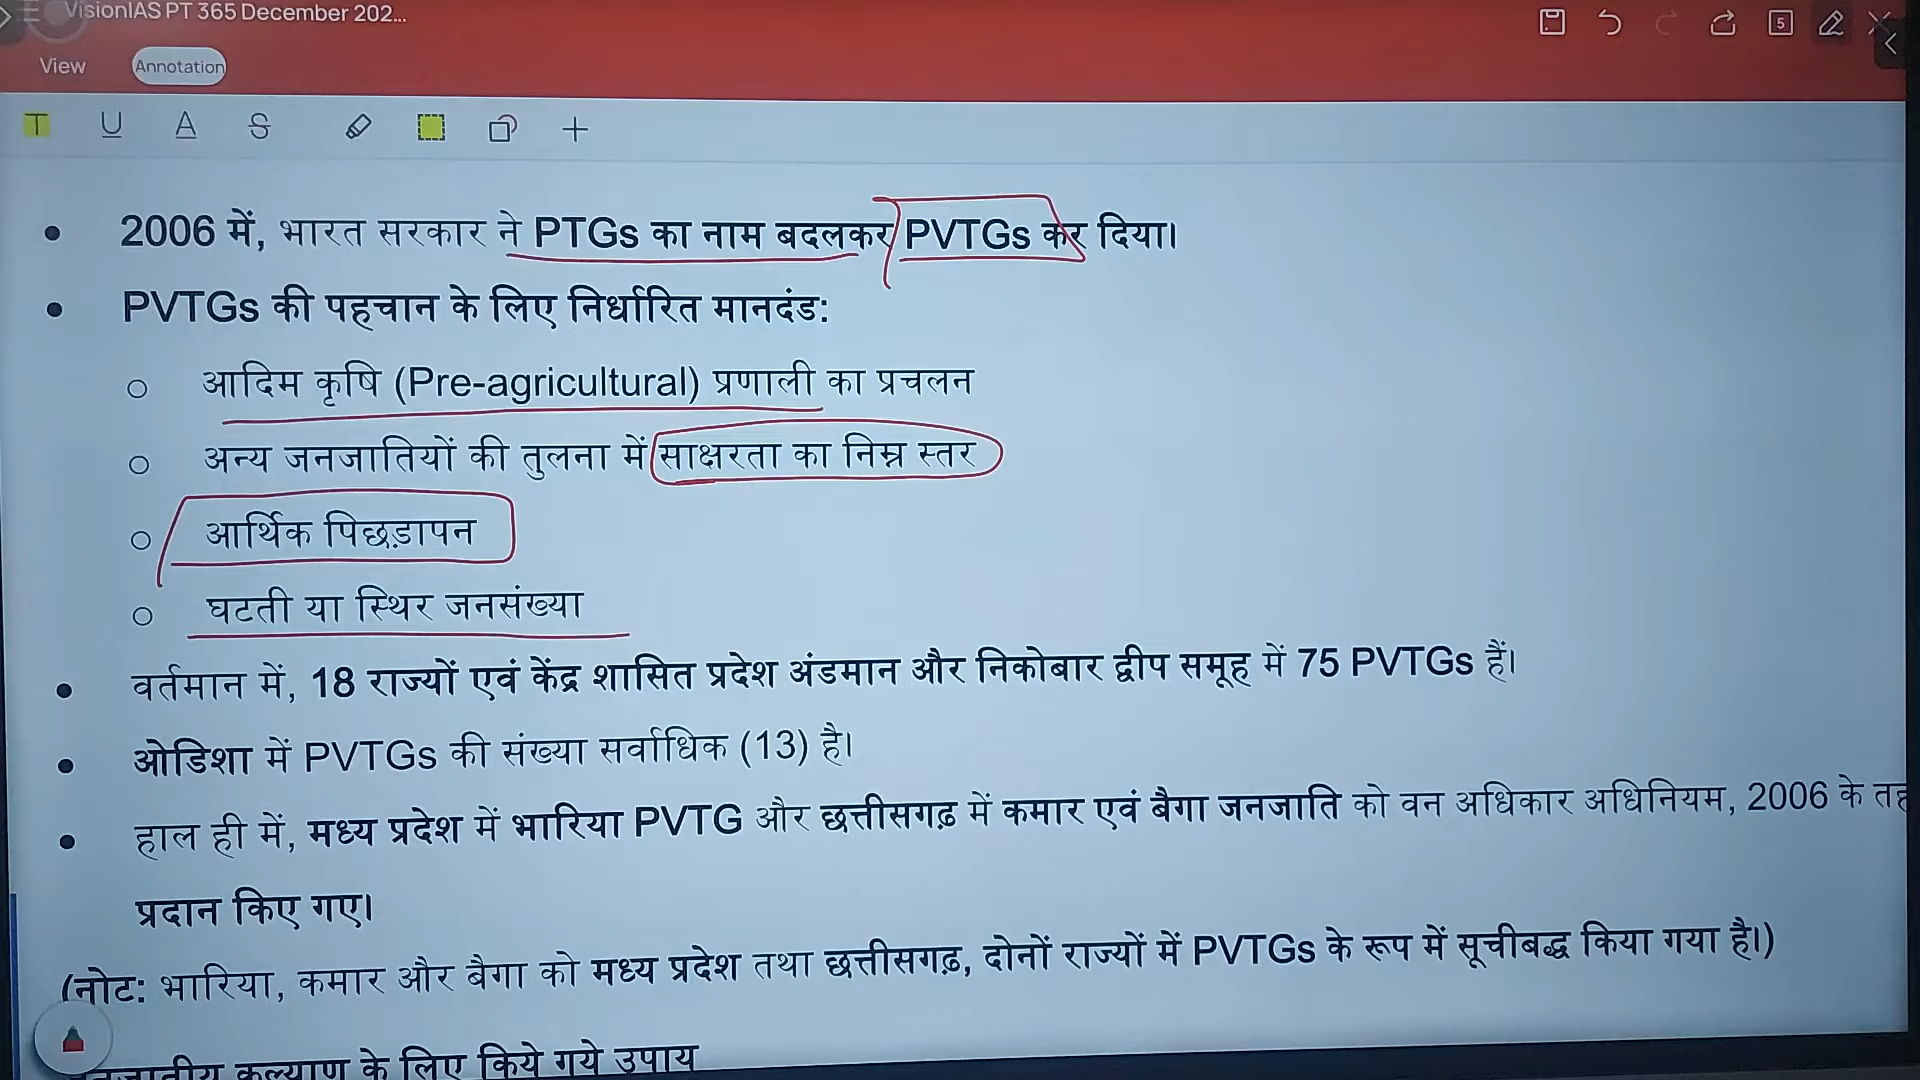 VisionIAS PT 365 December 202...
View
Annotation
T U A S
5
2006 में, भारत सरकार ने PTGs का नाम बदलकर PVTGs कर दिया।
PVTGs की पहचान के लिए निर्धारित मानदंड:
आदिम कृषि (Pre-agricultural) प्रणाली का प्रचलन
अन्य जनजातियों की तुलना में साक्षरता का निम्न स्तर
आर्थिक पिछड़ापन
घटती या स्थिर जनसंख्या
वर्तमान में, 18 राज्यों एवं केंद्र शासित प्रदेश अंडमान और निकोबार द्वीप समूह में 75 PVTGs हैं।
ओडिशा में PVTGs की संख्या सर्वाधिक (13) है।
हाल ही में, मध्य प्रदेश में भारिया PVTG और छत्तीसगढ़ में कमार एवं बैगा जनजाति को वन अधिकार अधिनियम, 2006 के
प्रदान किए गए।
(नोट: भारिया, कमार और बैगा को मध्य प्रदेश तथा छत्तीसगढ़, दोनों राज्यों में PVTGs के रूप में सूचीबद्ध किया गया है।)
कल्याण के लिए किये गये उपाय